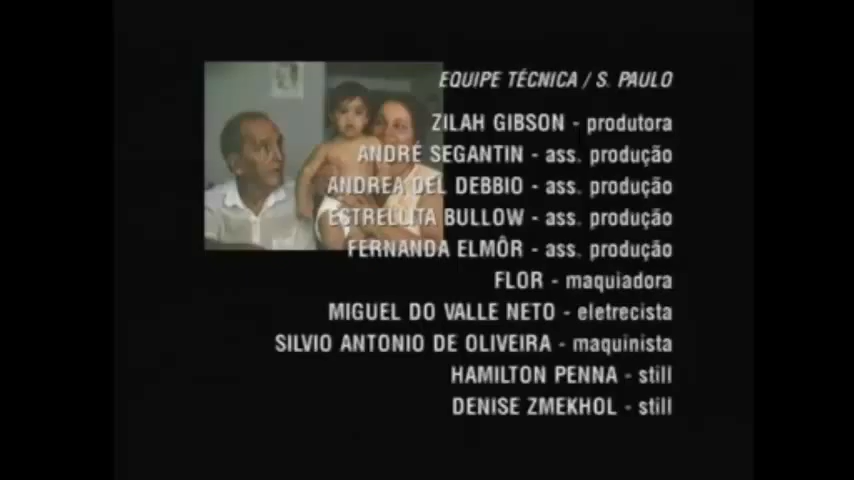 EQUIPE TÉCNICA / S. PAULO
ZILAH GIBSON - produtora
ANDRÉ SEGANTIN - ass. produção
ANDREA DEL DEBBIO - ass. produção
ESTRELLITA BULLOW - ass. produção
FERNANDA ELMÔR - ass. produção
FLOR - maquiadora
MIGUEL DO VALLE NETO - eletrecista
SILVIO ANTONIO DE OLIVEIRA - maquinista
HAMILTON PENNA - still
DENISE ZMEKHOL - still